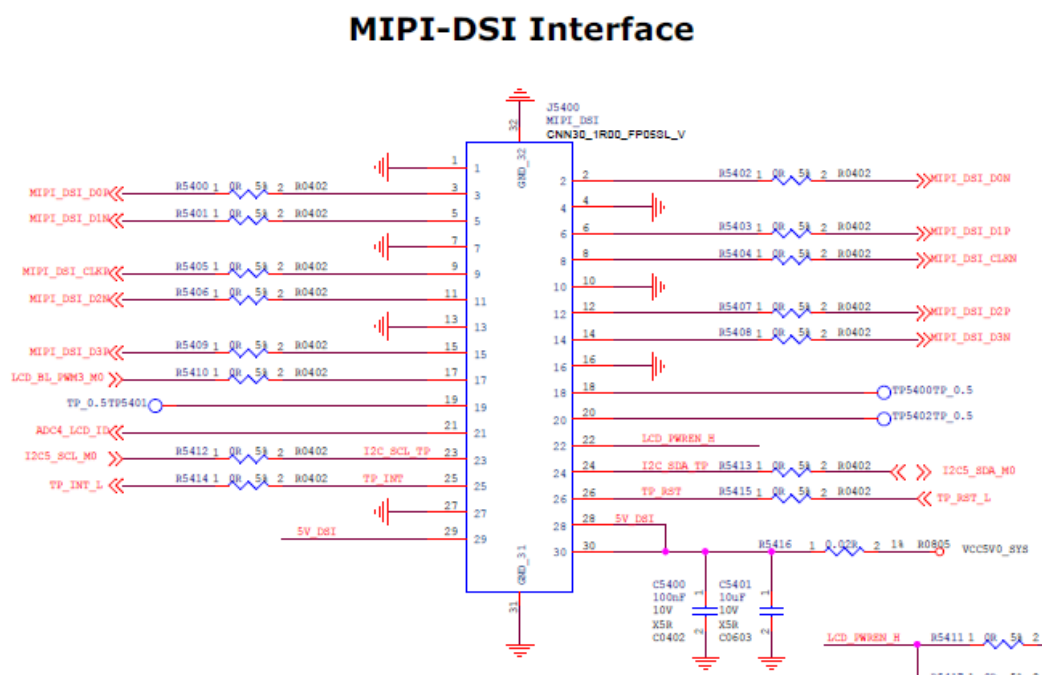 MIPI-DSI Interface
J5400
MIPI_DSI
CNN30_1R00_FP05SL_V
32
GND_32
1 1
2 2 R5402 1 0R 5% 2 R0402 MIPI_DSI_D0N
MIPI_DSI_D0P R5400 1 0R 5% 2 R0402 3 3
4 4
MIPI_DSI_D1N R5401 1 0R 5% 2 R0402 5 5
6 6 R5403 1 0R 5% 2 R0402 MIPI_DSI_D1P
7 7
8 8 R5404 1 0R 5% 2 R0402 MIPI_DSI_CLKN
MIPI_DSI_CLKP R5405 1 0R 5% 2 R0402 9 9
10 10
MIPI_DSI_D2N R5406 1 0R 5% 2 R0402 11 11
12 12 R5407 1 0R 5% 2 R0402 MIPI_DSI_D2P
13 13
14 14 R5408 1 0R 5% 2 R0402 MIPI_DSI_D3N
MIPI_DSI_D3P R5409 1 0R 5% 2 R0402 15 15
16 16
LCD_BL_PWM3_M0 R5410 1 0R 5% 2 R0402 17 17
18 18 TP5400TP_0.5
TP_0.5TP5401 19 19
20 20 TP5402TP_0.5
ADC4_LCD_ID 21 21
22 22 LCD_PWREN_H
I2C5_SCL_M0 R5412 1 0R 5% 2 R0402 I2C_SCL_TP 23 23
24 24 I2C_SDA_TP R5413 1 0R 5% 2 R0402 I2C5_SDA_M0
TP_INT_L R5414 1 0R 5% 2 R0402 TP_INT 25 25
26 26 TP_RST R5415 1 0R 5% 2 R0402 TP_RST_L
27 27
28 28 5V_DSI
5V_DSI 29 29
30 30 R5416 1 0.02R 2 1% R0805 VCC5V0_SYS
GND_31
31
C5400 1
100nF
10V
X5R 2
C0402
C5401 1
10uF
10V
X5R 2
C0603
LCD_PWREN_H R5411 1 0R 5% 2